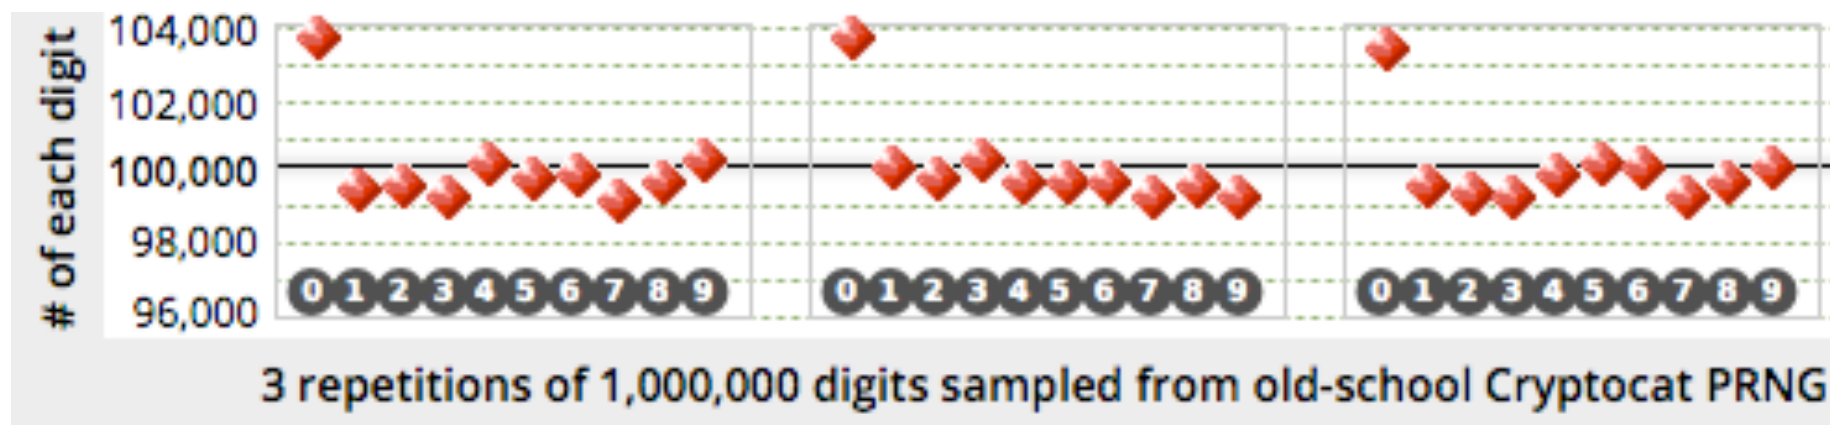 # of each digit
104,000
102,000
100,000
98,000
96,000
0 1 2 3 4 5 6 7 8 9 0 1 2 3 4 5 6 7 8 9 0 1 2 3 4 5 6 7 8 9
3 repetitions of 1,000,000 digits sampled from old-school Cryptocat PRNG